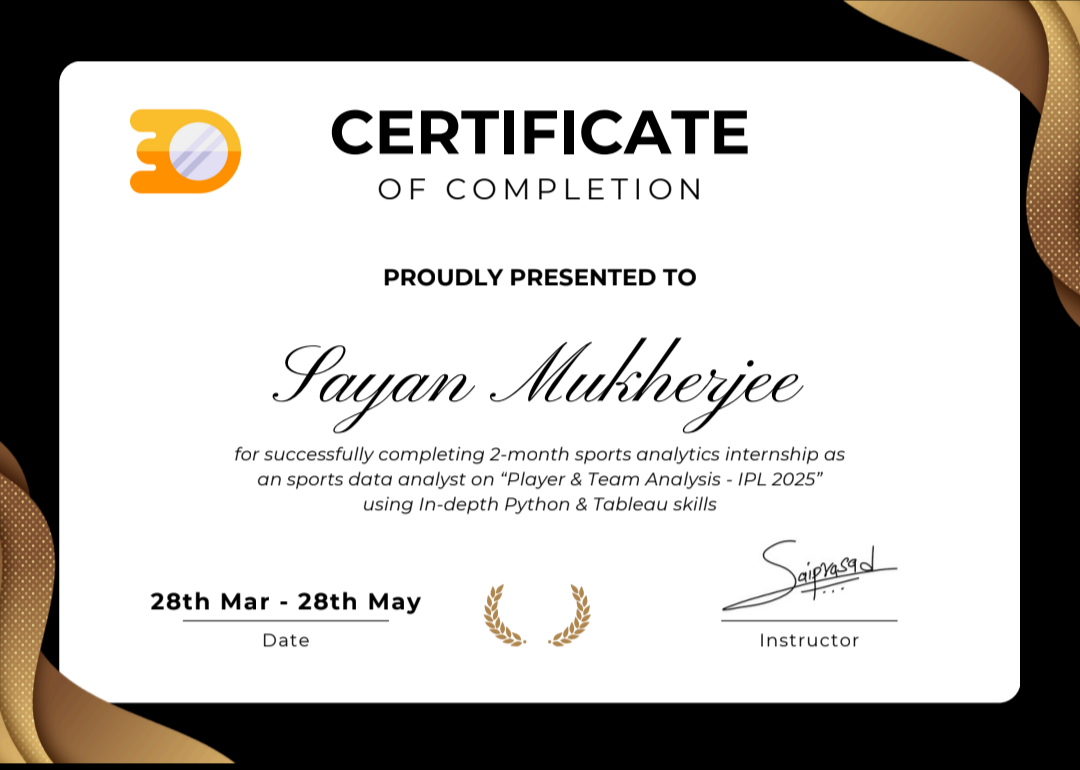 CERTIFICATE
OF COMPLETION
PROUDLY PRESENTED TO
Sayan Mukherjee
for successfully completing 2-month sports analytics internship as
an sports data analyst on “Player & Team Analysis - IPL 2025”
using In-depth Python & Tableau skills
Saiprasad
28th Mar - 28th May
Date
Instructor